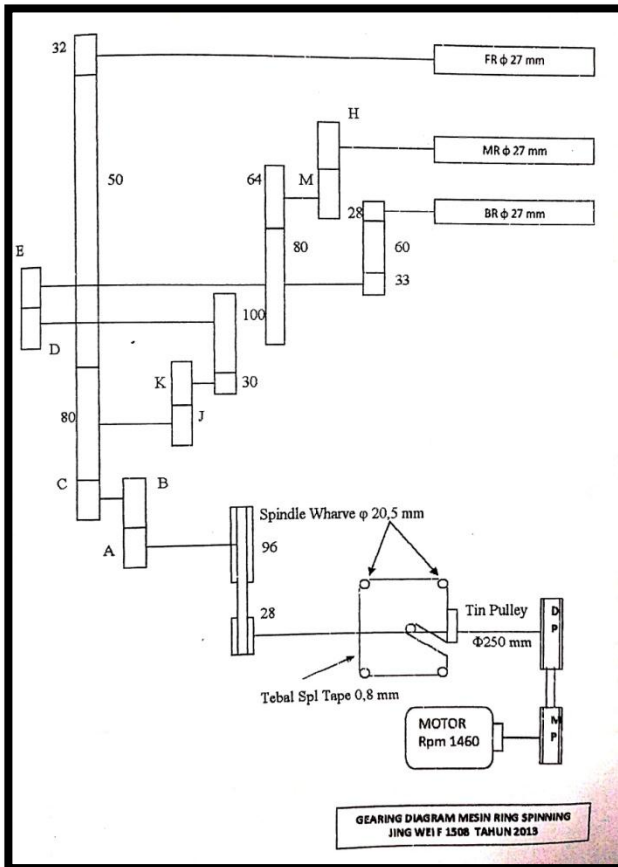 32
FR ϕ 27 mm
H
MR ϕ 27 mm
50
64
M
28
BR ϕ 27 mm
E
80
60
33
100
D
K
30
80
J
C
B
Spindle Wharve φ 20,5 mm
A
96
Tin Pulley
D P
28
Φ250 mm
Tebal Spl Tape 0,8 mm
MOTOR
Rpm 1460
M P
GEARING DIAGRAM MESIN RING SPINNING
JING WEI F 1508 TAHUN 2013